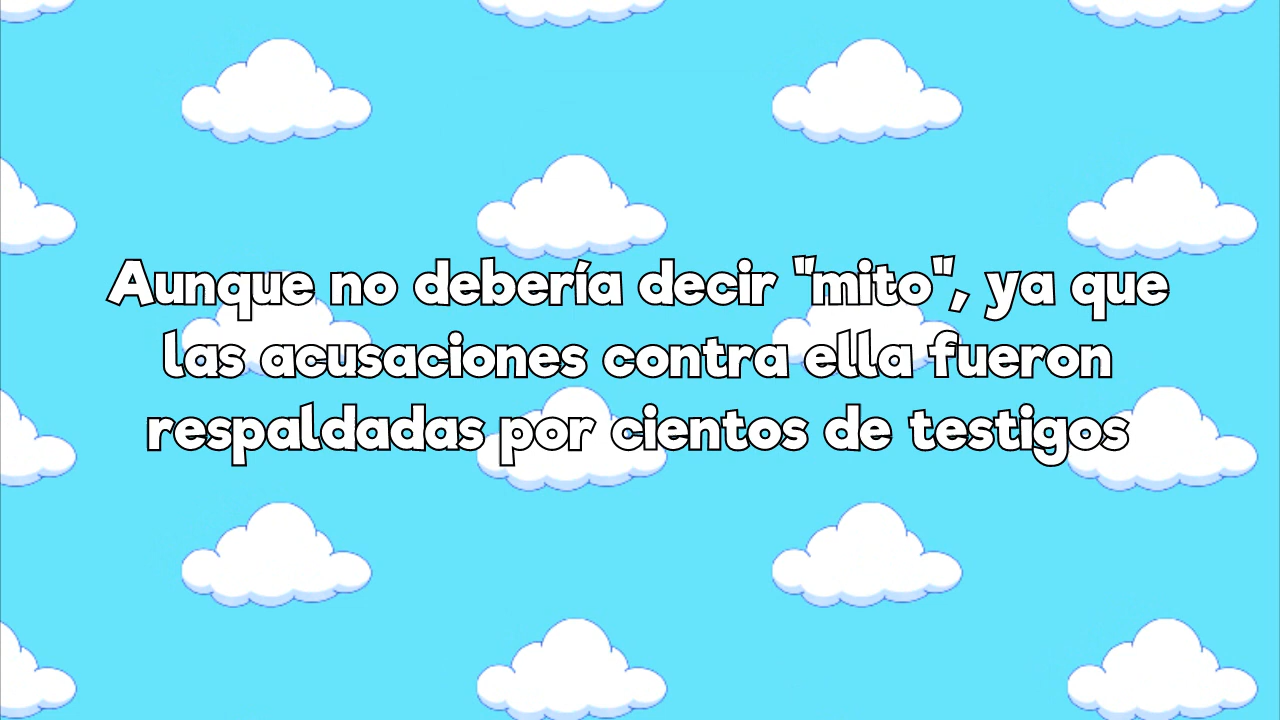 Aunque no debería decir "mito", ya que
las acusaciones contra ella fueron
respaldadas por cientos de testigos